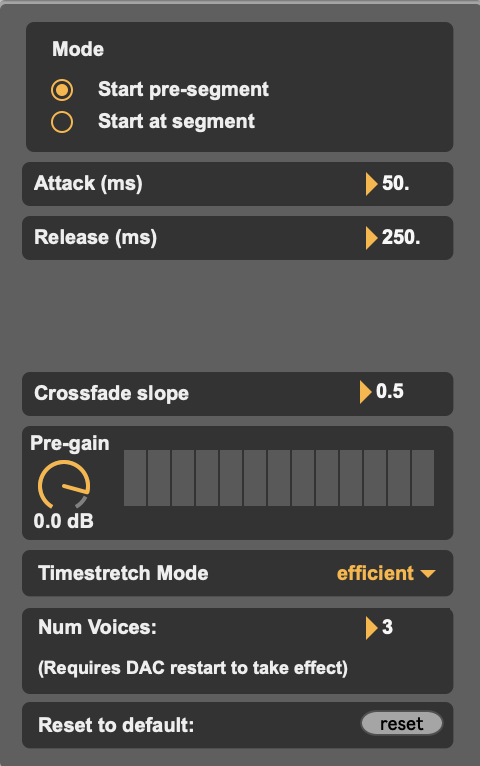 Mode
Start pre-segment
Start at segment
Attack (ms) 50.
Release (ms) 250.
Crossfade slope 0.5
Pre-gain
0.0 dB
Timestretch Mode efficient
Num Voices: 3
(Requires DAC restart to take effect)
Reset to default: reset